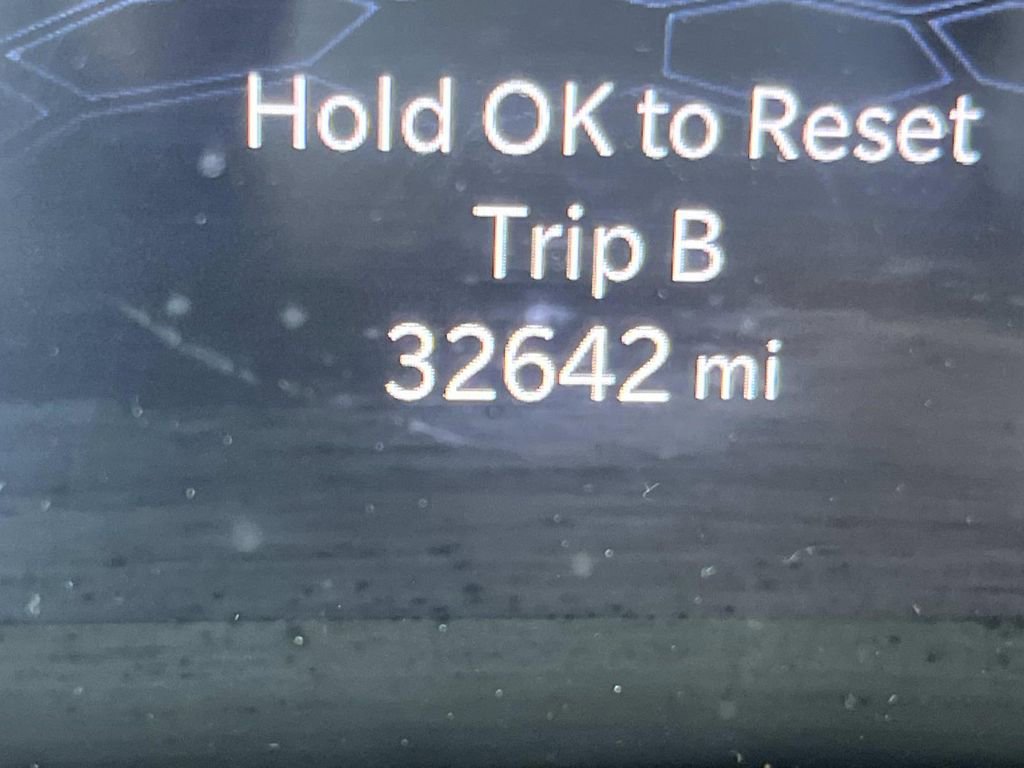 Hold OK to Reset
Trip B
32642 mi